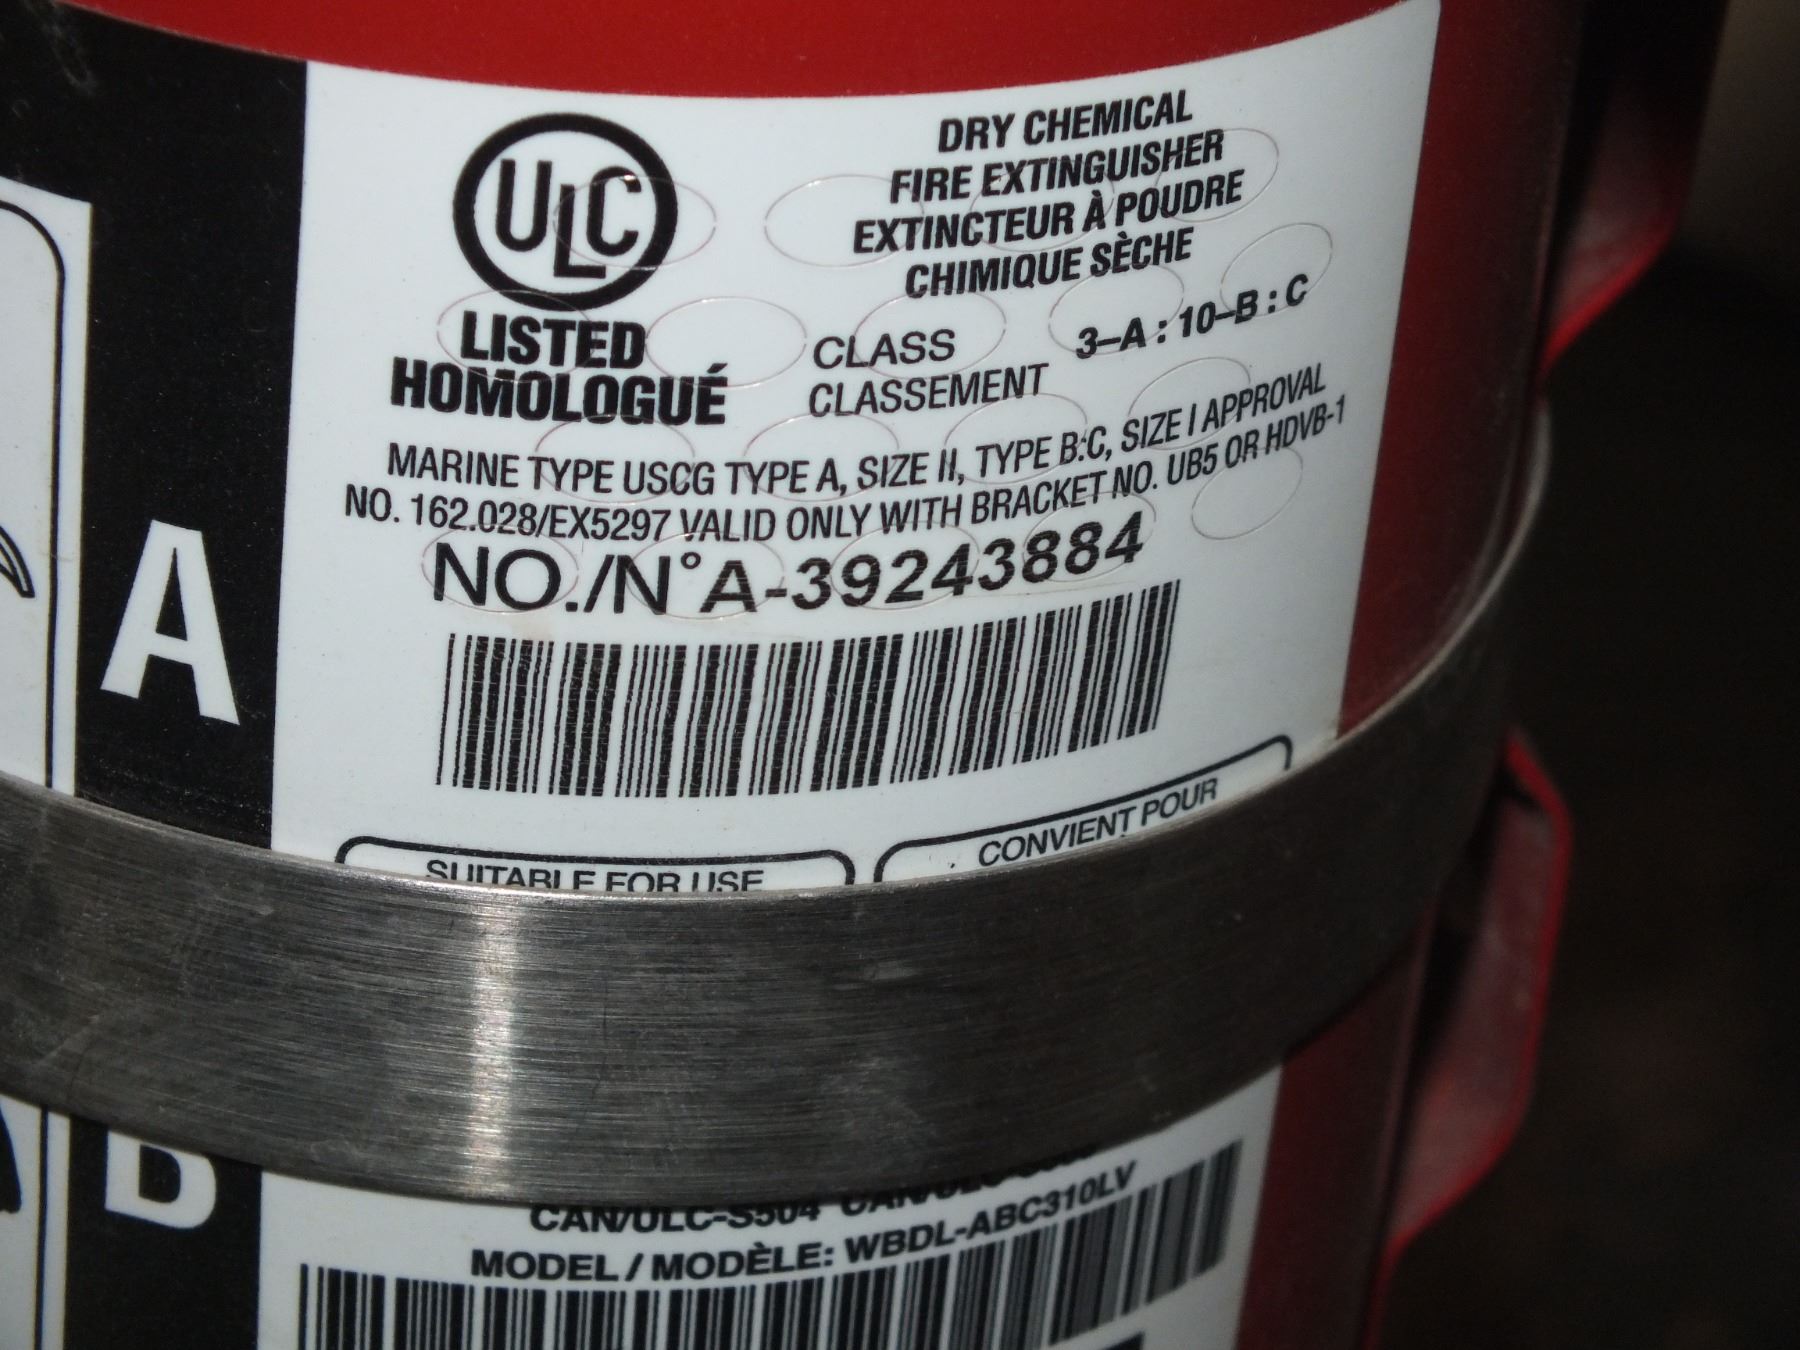 ULC
LISTED
HOMOLOGUÉ
DRY CHEMICAL
FIRE EXTINGUISHER
EXTINCTEUR À POUDRE
CHIMIQUE SÈCHE
CLASS
CLASSEMENT
3-A : 10-B : C
MARINE TYPE USCG TYPE A, SIZE II, TYPE B:C, SIZE I APPROVAL
NO. 162.028/EX5297 VALID ONLY WITH BRACKET NO. UB5 OR HDVB-1
NO./N°A-39243884
A
SUITABLE FOR USE
CONVIENT POUR
B
CAN/ULC-S504
MODEL / MODÈLE: WBDL-ABC310LV